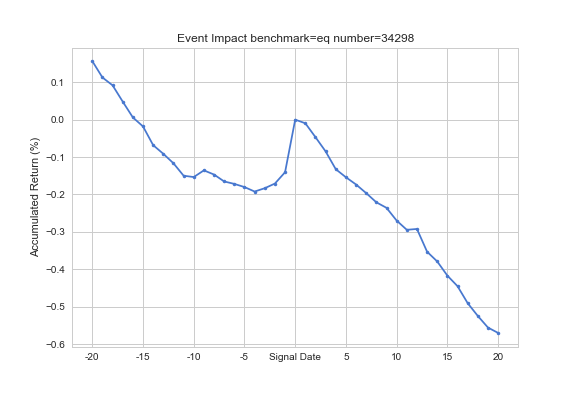 Event Impact benchmark=eq number=34298
Accumulated Return (%)
0.1
0.0
−0.1
−0.2
−0.3
−0.4
−0.5
−0.6
-20 -15 -10 -5 Signal Date 5 10 15 20